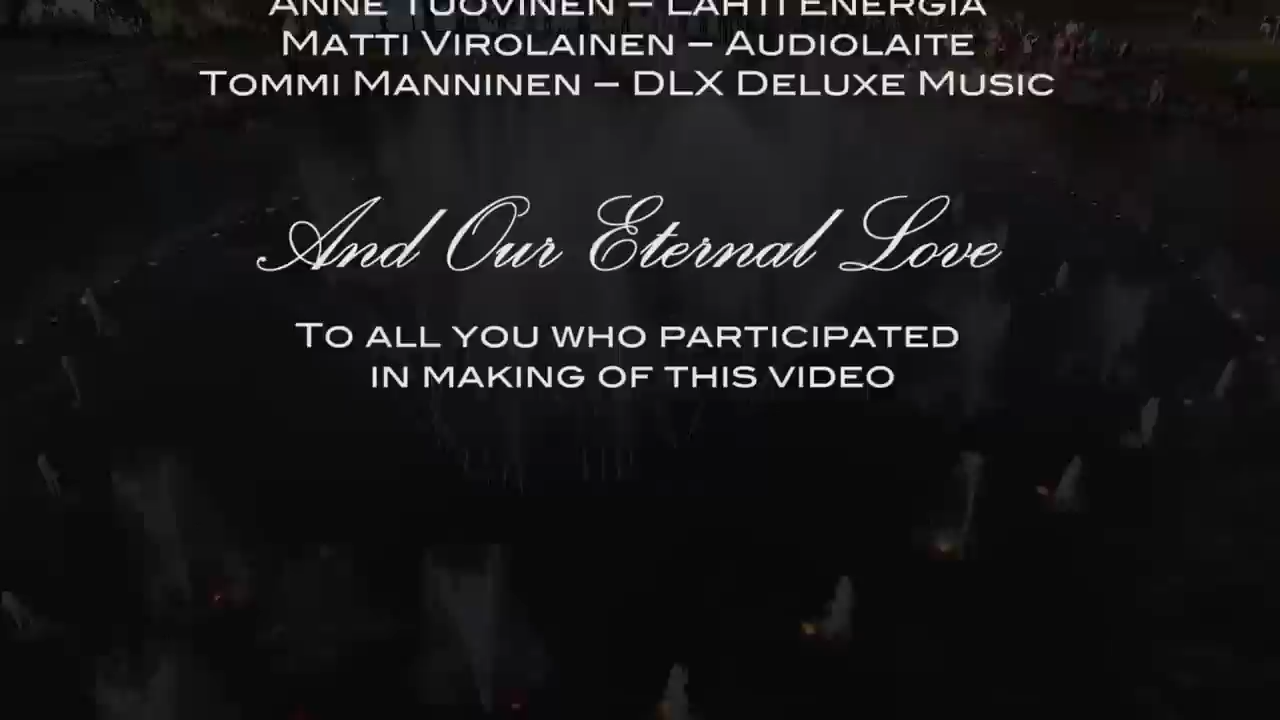 Anne Tuovinen – Lahti Energia
Matti Virolainen – Audiolaite
Tommi Manninen – DLX Deluxe Music
And Our Eternal Love
To all you who participated
in making of this video